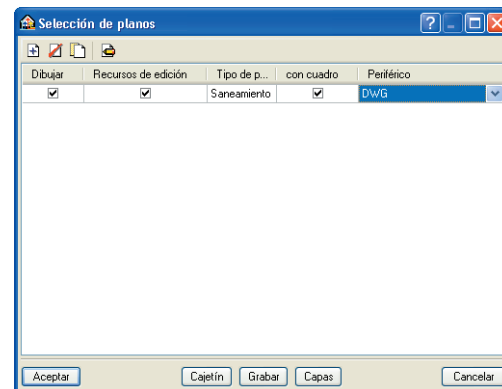 Selección de planos
Dibujar Recursos de edición Tipo de p... con cuadro Periférico
Saneamiento DWG
Aceptar Cajetín Grabar Capas Cancelar